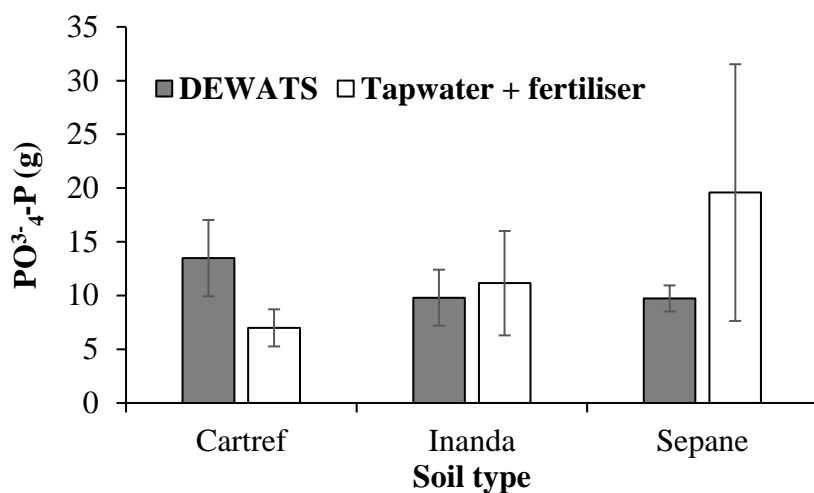 35
30
25
20
15
10
5
0
PO³⁻₄-P (g)
DEWATS Tapwater + fertiliser
Cartref Inanda Sepane
Soil type